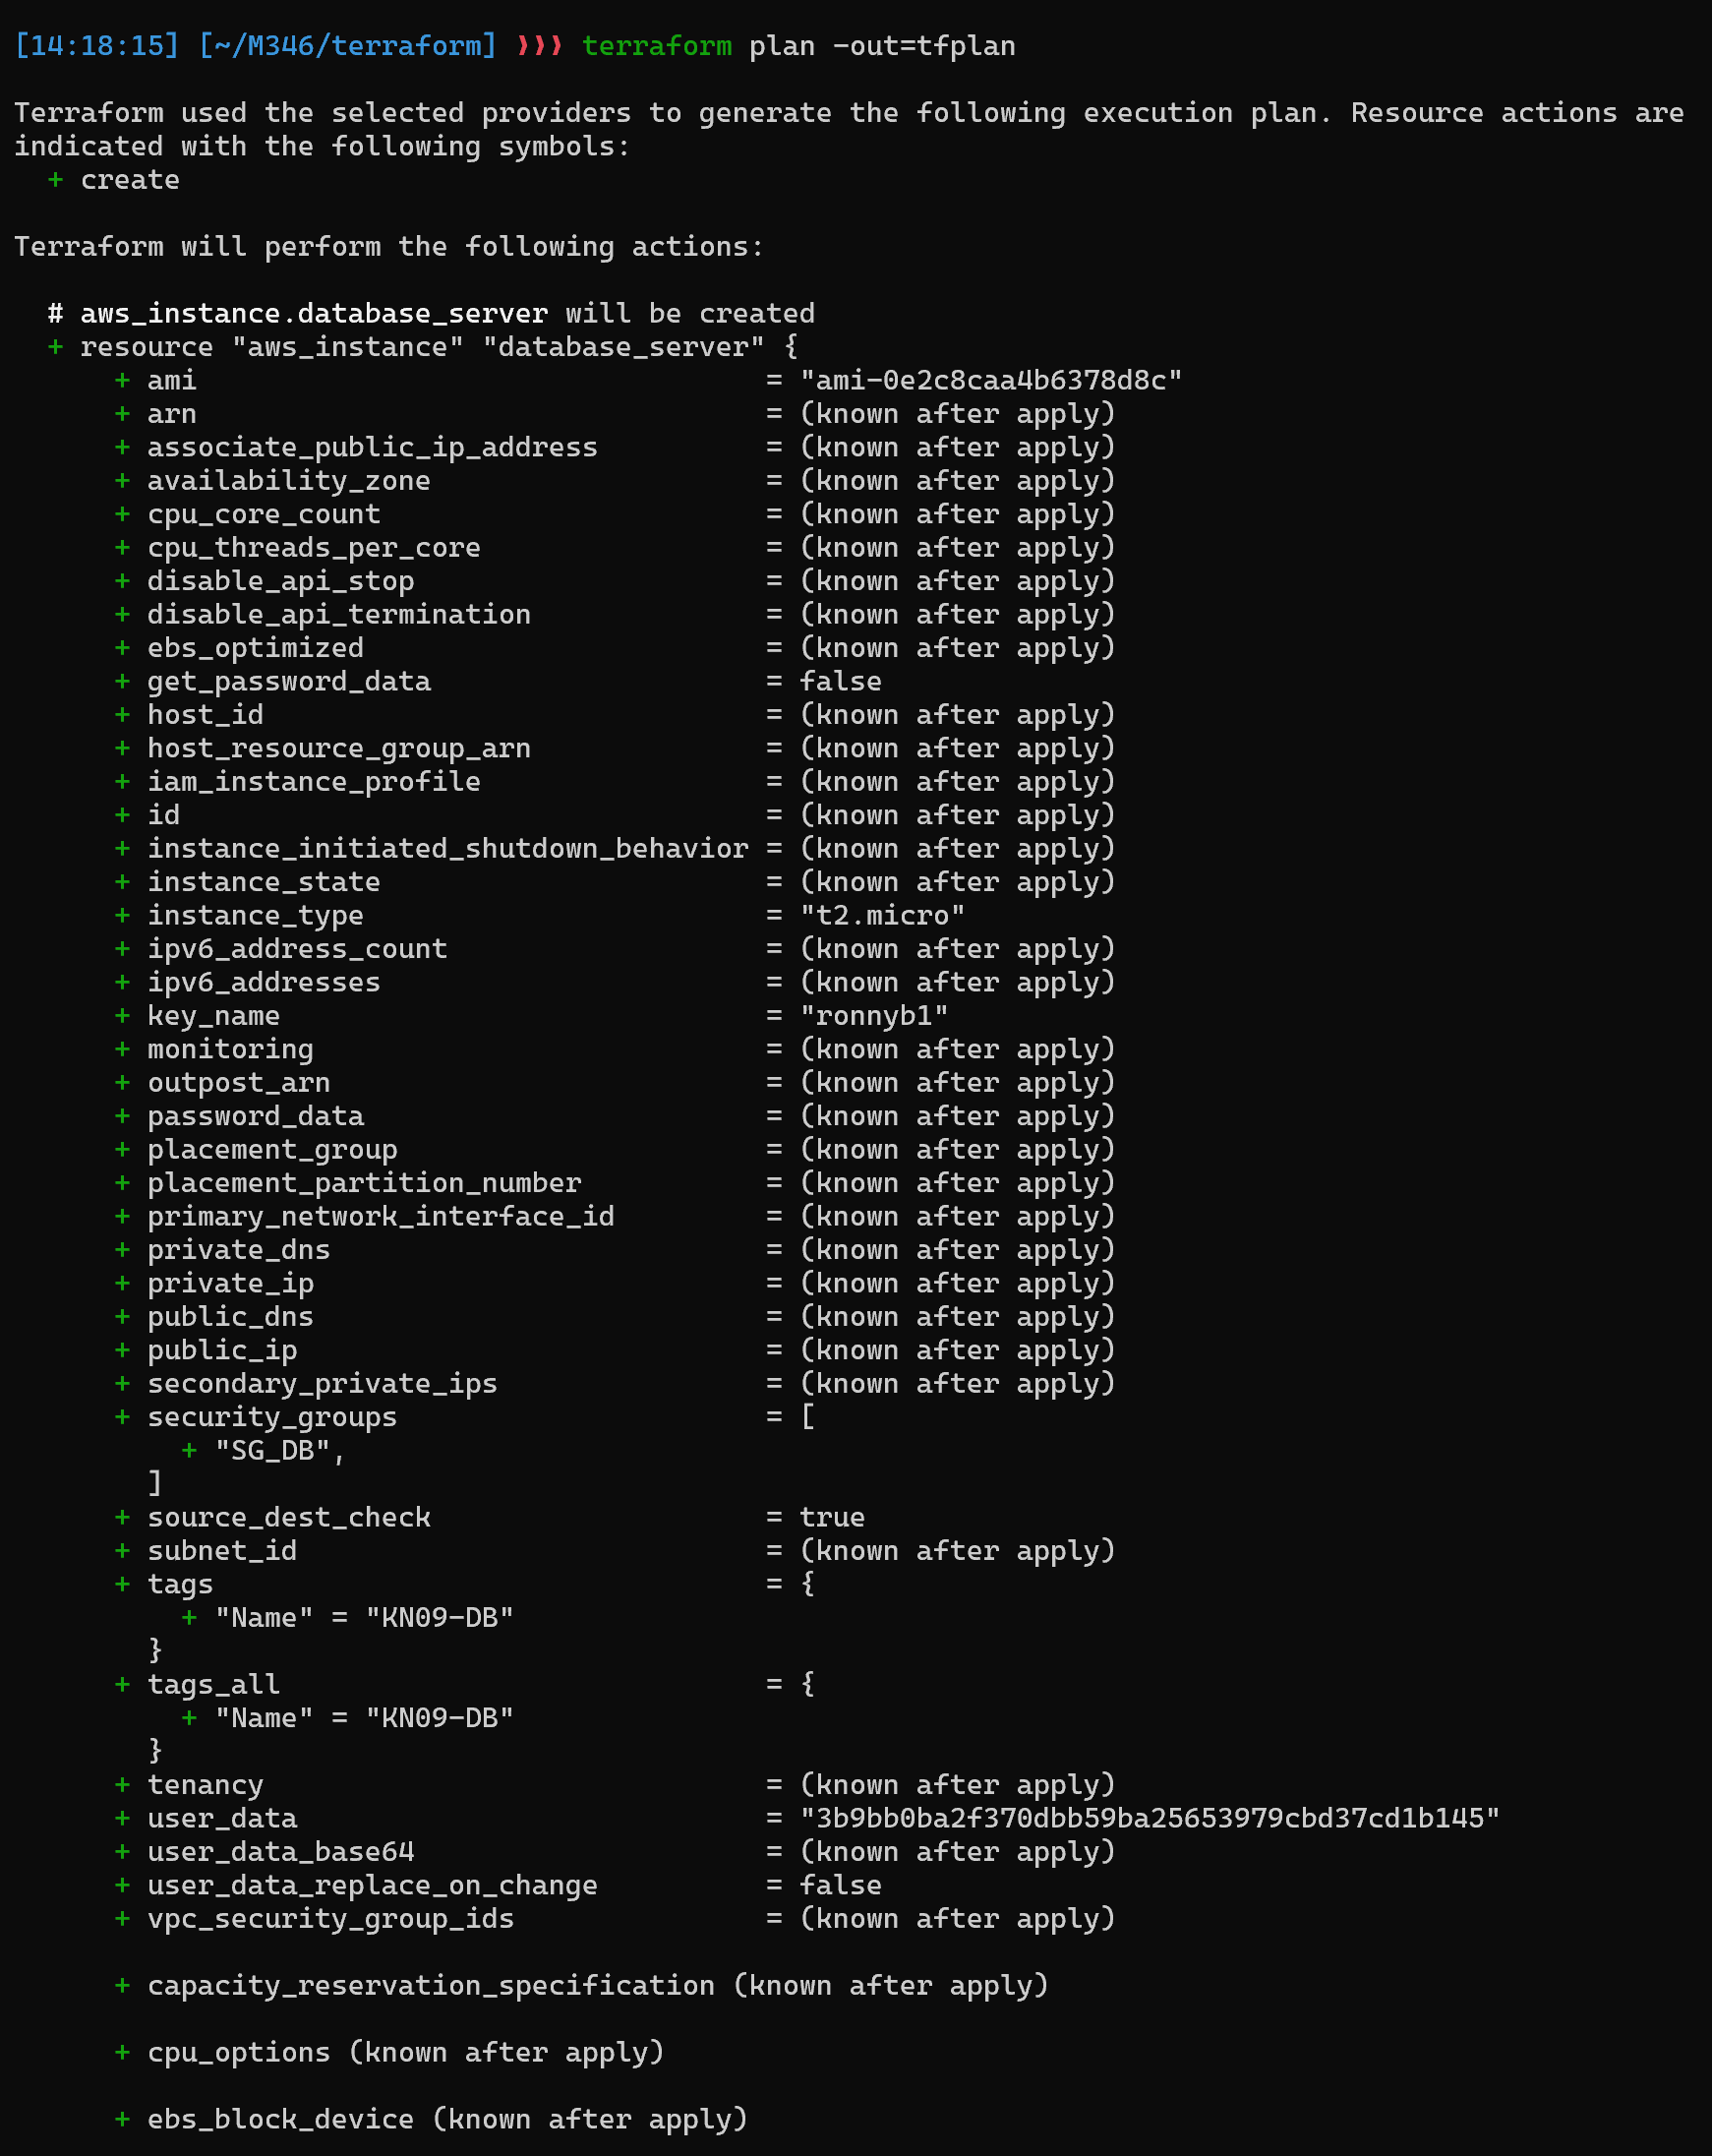 [14:18:15] [~/M346/terraform] ❱❱❱ terraform plan -out=tfplan
Terraform used the selected providers to generate the following execution plan. Resource actions are
indicated with the following symbols:
  + create
Terraform will perform the following actions:
  # aws_instance.database_server will be created
  + resource "aws_instance" "database_server" {
      + ami                                  = "ami-0e2c8caa4b6378d8c"
      + arn                                  = (known after apply)
      + associate_public_ip_address          = (known after apply)
      + availability_zone                    = (known after apply)
      + cpu_core_count                       = (known after apply)
      + cpu_threads_per_core                 = (known after apply)
      + disable_api_stop                     = (known after apply)
      + disable_api_termination              = (known after apply)
      + ebs_optimized                        = (known after apply)
      + get_password_data                    = false
      + host_id                              = (known after apply)
      + host_resource_group_arn              = (known after apply)
      + iam_instance_profile                 = (known after apply)
      + id                                   = (known after apply)
      + instance_initiated_shutdown_behavior = (known after apply)
      + instance_state                       = (known after apply)
      + instance_type                        = "t2.micro"
      + ipv6_address_count                   = (known after apply)
      + ipv6_addresses                       = (known after apply)
      + key_name                             = "ronnyb1"
      + monitoring                           = (known after apply)
      + outpost_arn                          = (known after apply)
      + password_data                        = (known after apply)
      + placement_group                      = (known after apply)
      + placement_partition_number           = (known after apply)
      + primary_network_interface_id         = (known after apply)
      + private_dns                          = (known after apply)
      + private_ip                           = (known after apply)
      + public_dns                           = (known after apply)
      + public_ip                            = (known after apply)
      + secondary_private_ips                = (known after apply)
      + security_groups                      = [
          + "SG_DB",
        ]
      + source_dest_check                    = true
      + subnet_id                            = (known after apply)
      + tags                                 = {
          + "Name" = "KN09-DB"
        }
      + tags_all                             = {
          + "Name" = "KN09-DB"
        }
      + tenancy                              = (known after apply)
      + user_data                            = "3b9bb0ba2f370dbb59ba25653979cbd37cd1b145"
      + user_data_base64                     = (known after apply)
      + user_data_replace_on_change          = false
      + vpc_security_group_ids               = (known after apply)
      + capacity_reservation_specification (known after apply)
      + cpu_options (known after apply)
      + ebs_block_device (known after apply)